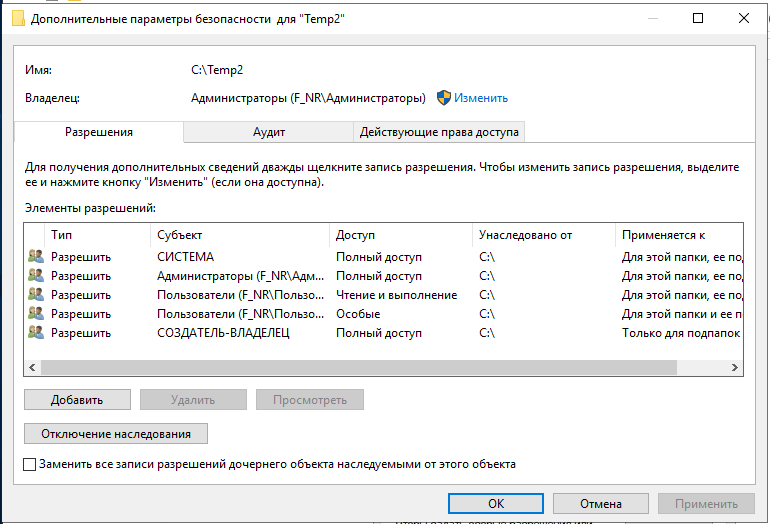 Дополнительные параметры безопасности для "Temp2"
Имя: C:\Temp2
Владелец: Администраторы (F_NR\Администраторы) Изменить
Разрешения Аудит Действующие права доступа
Для получения дополнительных сведений дважды щелкните запись разрешения. Чтобы изменить запись разрешения, выделите
ее и нажмите кнопку "Изменить" (если она доступна).
Элементы разрешений:
Тип Субъект Доступ Унаследовано от Применяется к
Разрешить СИСТЕМА Полный доступ C:\ Для этой папки, ее под
Разрешить Администраторы (F_NR\Адм... Полный доступ C:\ Для этой папки, ее под
Разрешить Пользователи (F_NR\Пользо... Чтение и выполнение C:\ Для этой папки, ее под
Разрешить Пользователи (F_NR\Пользо... Особые C:\ Для этой папки и ее п
Разрешить СОЗДАТЕЛЬ-ВЛАДЕЛЕЦ Полный доступ C:\ Только для подпапок
Добавить Удалить Просмотреть
Отключение наследования
Заменить все записи разрешений дочернего объекта наследуемыми от этого объекта
ОК Отмена Применить